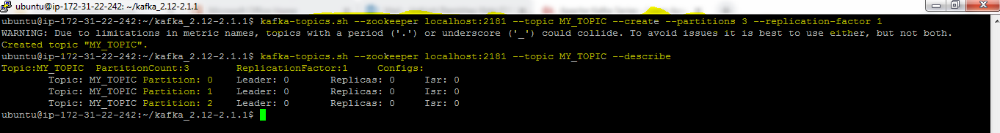 ubuntu@ip-172-31-22-242: ~/kafka_2.12-2.1.1
ubuntu@ip-172-31-22-242:~/kafka_2.12-2.1.1$ kafka-topics.sh --zookeeper localhost:2181 --topic MY_TOPIC --create --partitions 3 --replication-factor 1
WARNING: Due to limitations in metric names, topics with a period ('.') or underscore ('_') could collide. To avoid issues it is best to use either, but not both.
Created topic "MY_TOPIC".
ubuntu@ip-172-31-22-242:~/kafka_2.12-2.1.1$ kafka-topics.sh --zookeeper localhost:2181 --topic MY_TOPIC --describe
Topic:MY_TOPIC PartitionCount:3 ReplicationFactor:1 Configs:
Topic: MY_TOPIC Partition: 0 Leader: 0 Replicas: 0 Isr: 0
Topic: MY_TOPIC Partition: 1 Leader: 0 Replicas: 0 Isr: 0
Topic: MY_TOPIC Partition: 2 Leader: 0 Replicas: 0 Isr: 0
ubuntu@ip-172-31-22-242:~/kafka_2.12-2.1.1$